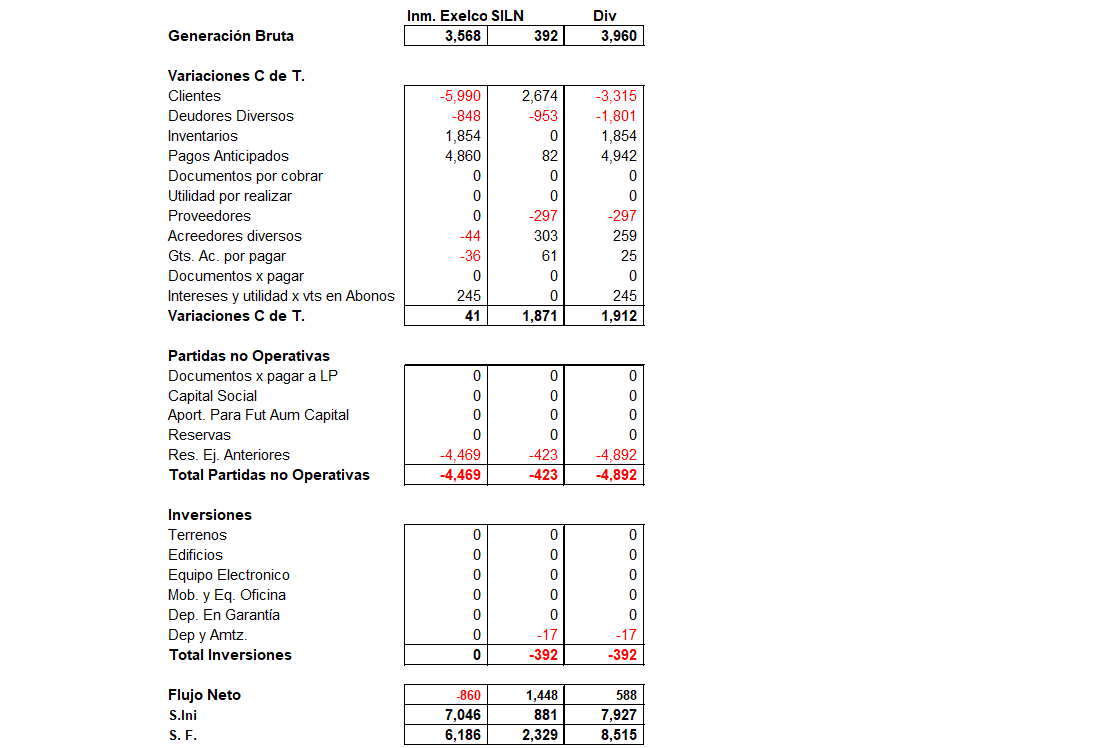 Inm. Exelco SILN Div
Generación Bruta 3,568 392 3,960
Variaciones C de T.
Clientes -5,990 2,674 -3,315
Deudores Diversos -848 -953 -1,801
Inventarios 1,854 0 1,854
Pagos Anticipados 4,860 82 4,942
Documentos por cobrar 0 0 0
Utilidad por realizar 0 0 0
Proveedores 0 -297 -297
Acreedores diversos -44 303 259
Gts. Ac. por pagar -36 61 25
Documentos x pagar 0 0 0
Intereses y utilidad x vts en Abonos 245 0 245
Variaciones C de T. 41 1,871 1,912
Partidas no Operativas
Documentos x pagar a LP 0 0 0
Capital Social 0 0 0
Aport. Para Fut Aum Capital 0 0 0
Reservas 0 0 0
Res. Ej. Anteriores -4,469 -423 -4,892
Total Partidas no Operativas -4,469 -423 -4,892
Inversiones
Terrenos 0 0 0
Edificios 0 0 0
Equipo Electronico 0 0 0
Mob. y Eq. Oficina 0 0 0
Dep. En Garantía 0 0 0
Dep y Amtz. 0 -17 -17
Total Inversiones 0 -392 -392
Flujo Neto -860 1,448 588
S.Ini 7,046 881 7,927
S. F. 6,186 2,329 8,515